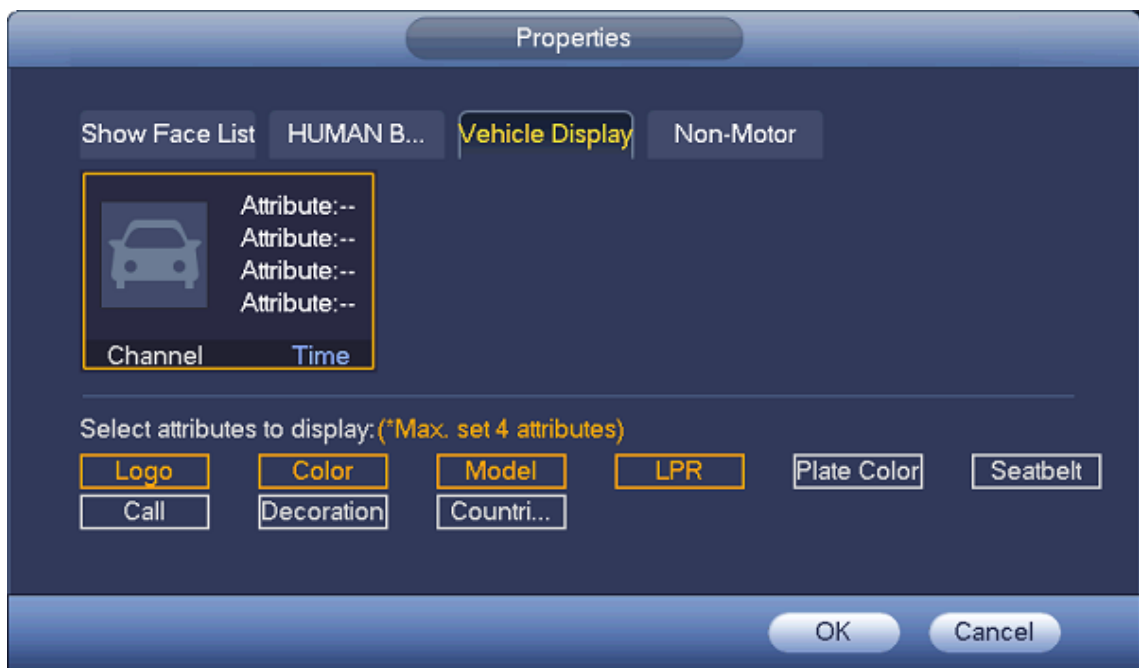 Properties
Show Face List HUMAN B... Vehicle Display Non-Motor
Attribute:--
Attribute:--
Attribute:--
Attribute:--
Channel Time
Select attributes to display:(*Max. set 4 attributes)
Logo Color Model LPR Plate Color Seatbelt
Call Decoration Countri...
OK Cancel